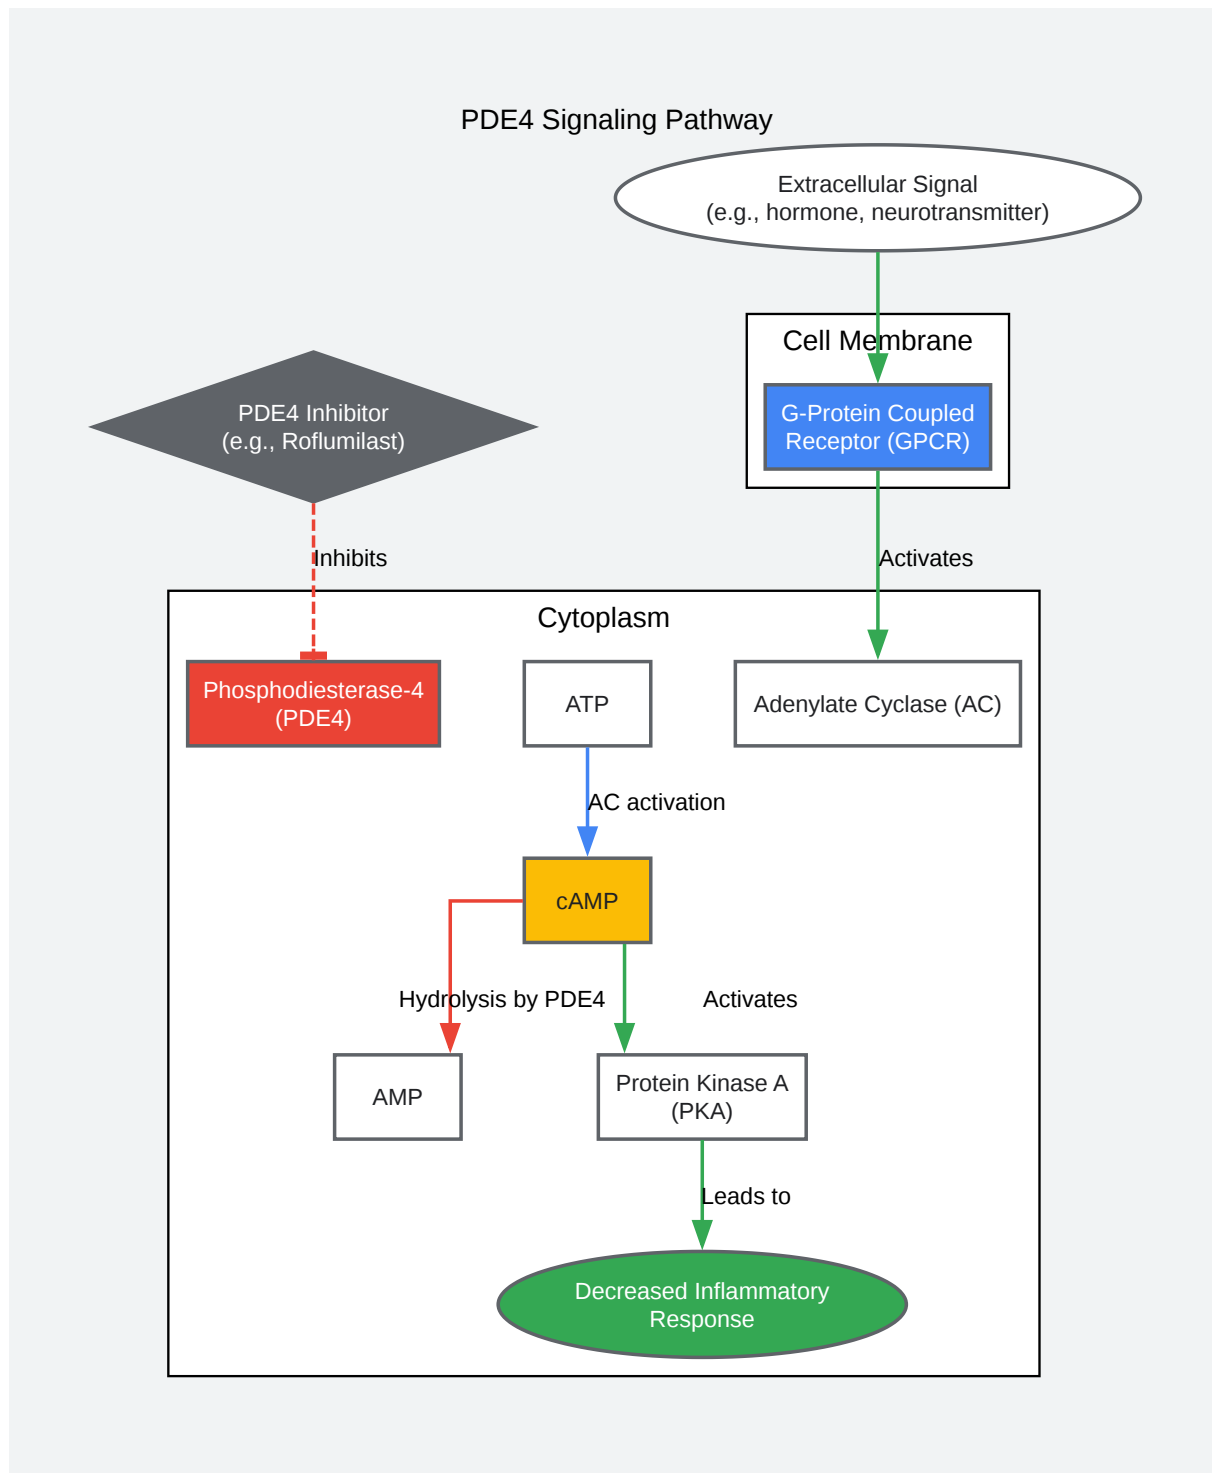 PDE4 Signaling Pathway
Extracellular Signal
(e.g., hormone, neurotransmitter)
Cell Membrane
G-Protein Coupled
Receptor (GPCR)
PDE4 Inhibitor
(e.g., Roflumilast)
Inhibits
Activates
Cytoplasm
Phosphodiesterase-4
(PDE4)
ATP
Adenylate Cyclase (AC)
AC activation
cAMP
Hydrolysis by PDE4
Activates
AMP
Protein Kinase A
(PKA)
Leads to
Decreased Inflammatory
Response